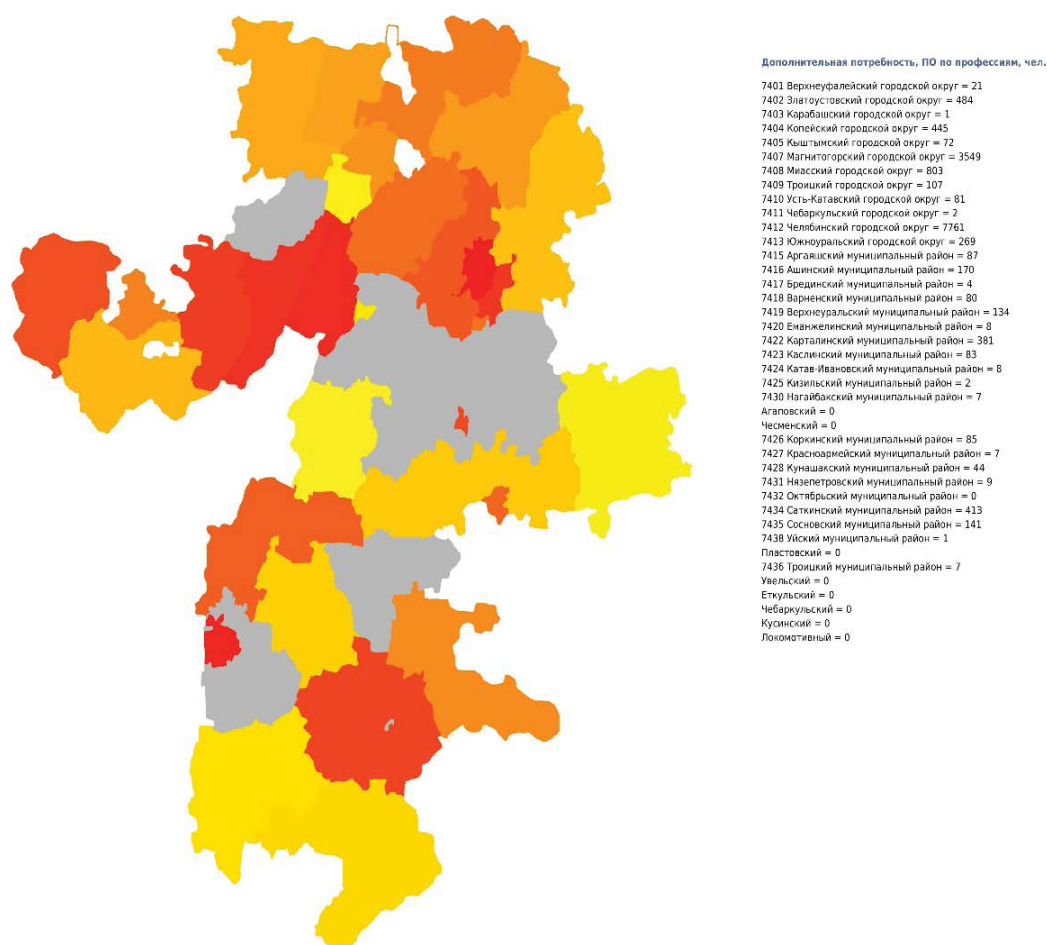 Дополнительная потребность, ПО по профессиям, чел.
7401 Верхнеуфалейский городской округ = 21
7402 Златоустовский городской округ = 484
7403 Карабашский городской округ = 1
7404 Копейский городской округ = 445
7405 Кыштымский городской округ = 72
7407 Магнитогорский городской округ = 3549
7408 Миасский городской округ = 803
7409 Троицкий городской округ = 107
7410 Усть-Катавский городской округ = 81
7411 Чебаркульский городской округ = 2
7412 Челябинский городской округ = 7761
7413 Южноуральский городской округ = 269
7415 Аргаяшский муниципальный район = 87
7416 Ашинский муниципальный район = 170
7417 Брединский муниципальный район = 4
7418 Варненский муниципальный район = 80
7419 Верхнеуральский муниципальный район = 134
7420 Еманжелинский муниципальный район = 8
7422 Карталинский муниципальный район = 381
7423 Каслинский муниципальный район = 83
7424 Катав-Ивановский муниципальный район = 8
7425 Кизильский муниципальный район = 2
7430 Нагайбакский муниципальный район = 7
Агаповский = 0
Чесменский = 0
7426 Коркинский муниципальный район = 85
7427 Красноармейский муниципальный район = 7
7428 Кунашакский муниципальный район = 44
7431 Нязепетровский муниципальный район = 9
7432 Октябрьский муниципальный район = 0
7434 Саткинский муниципальный район = 413
7435 Сосновский муниципальный район = 141
7438 Уйский муниципальный район = 1
Пластовский = 0
7436 Троицкий муниципальный район = 7
Увельский = 0
Еткульский = 0
Чебаркульский = 0
Кусинский = 0
Локомотивный = 0